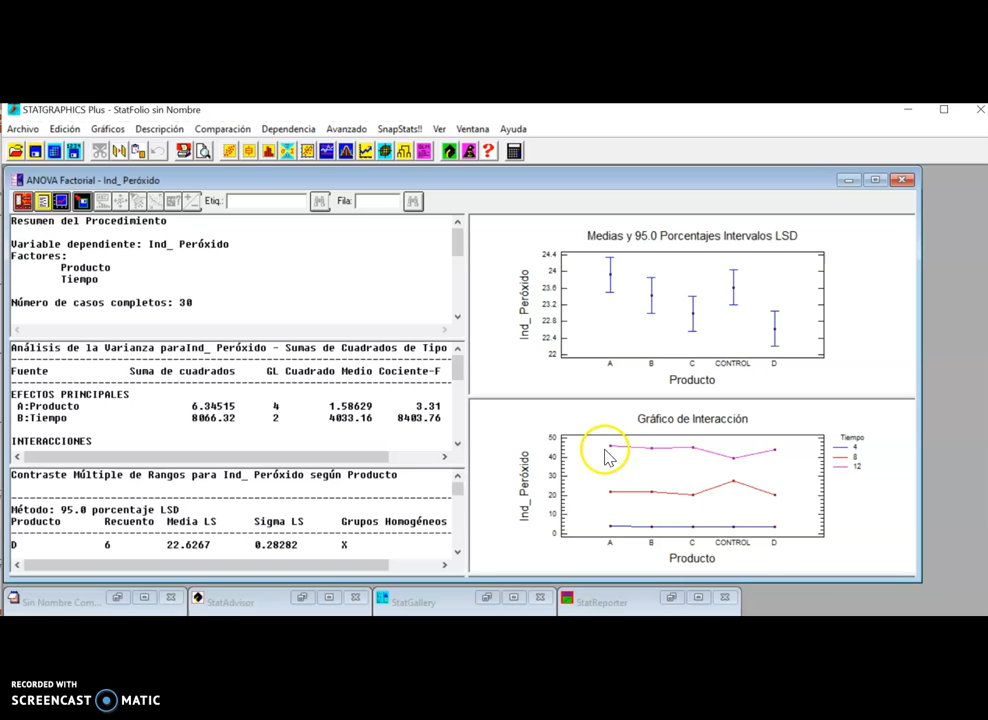 STATGRAPHICS Plus - StatFolio sin Nombre
Archivo Edición Gráficos Descripción Comparación Dependencia Avanzado SnapStats!! Ver Ventana Ayuda
ANOVA Factorial - Ind_ Peróxido
Etiq.: Fila:
Resumen del Procedimiento
Variable dependiente: Ind_ Peróxido
Factores:
Producto
Tiempo
Número de casos completos: 30
Análisis de la Varianza paraInd_ Peróxido - Sumas de Cuadrados de Tipo
Fuente Suma de cuadrados GL Cuadrado Medio Cociente-F
EFECTOS PRINCIPALES
A:Producto 6.34515 4 1.58629 3.31
B:Tiempo 8066.32 2 4033.16 8403.76
INTERACCIONES
Contraste Múltiple de Rangos para Ind_ Peróxido según Producto
Método: 95.0 porcentaje LSD
Producto Recuento Media LS Sigma LS Grupos Homogéneos
D 6 22.6267 0.28282 X
Medias y 95.0 Porcentajes Intervalos LSD
Ind_ Peróxido
24.4
24
23.6
23.2
22.8
22.4
22
A B C CONTROL D
Producto
Gráfico de Interacción
Ind_ Peróxido
50
40
30
20
10
0
A B C CONTROL D
Producto
Tiempo
4
8
12
Sin Nombre Com... StatAdvisor StatGallery StatReporter
RECORDED WITH
SCREENCAST MATIC